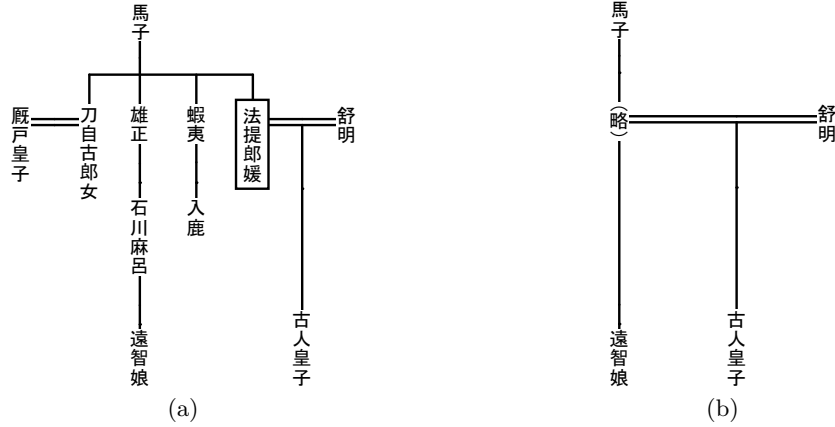 馬子
厩戸皇子
刀自古郎女
雄正
蝦夷
法提郎媛
舒明
石川麻呂
入鹿
遠智娘
古人皇子
(a)
馬子
(略)
舒明
遠智娘
古人皇子
(b)